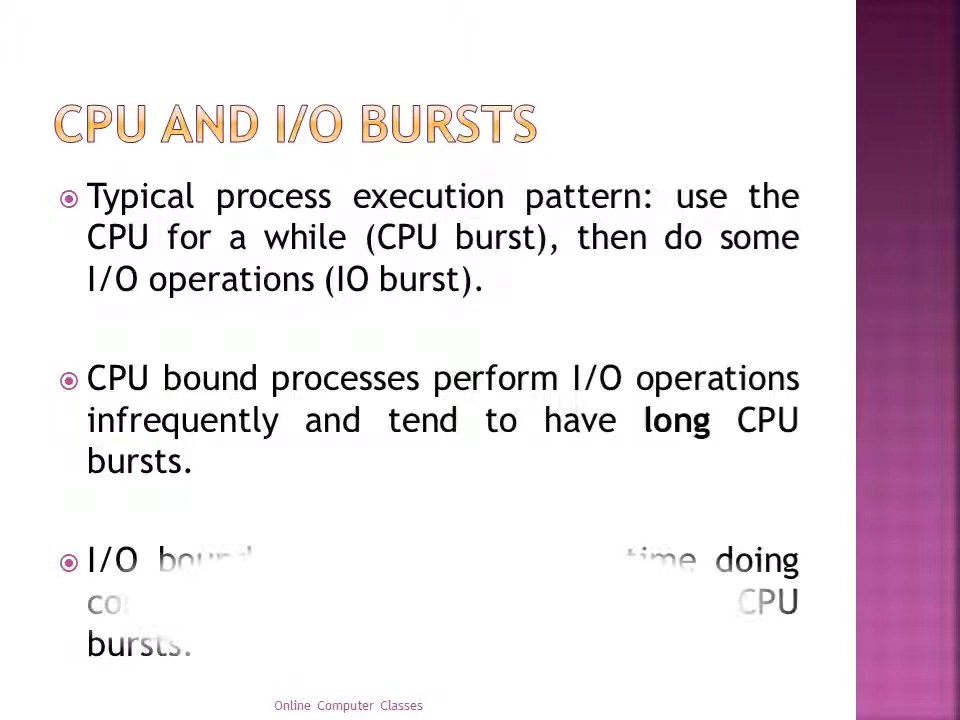 CPU AND I/O BURSTS
Typical process execution pattern: use the
CPU for a while (CPU burst), then do some
I/O operations (IO burst).
CPU bound processes perform I/O operations
infrequently and tend to have long CPU
bursts.
I/O bound time doing
CPU
bursts.
Online Computer Classes